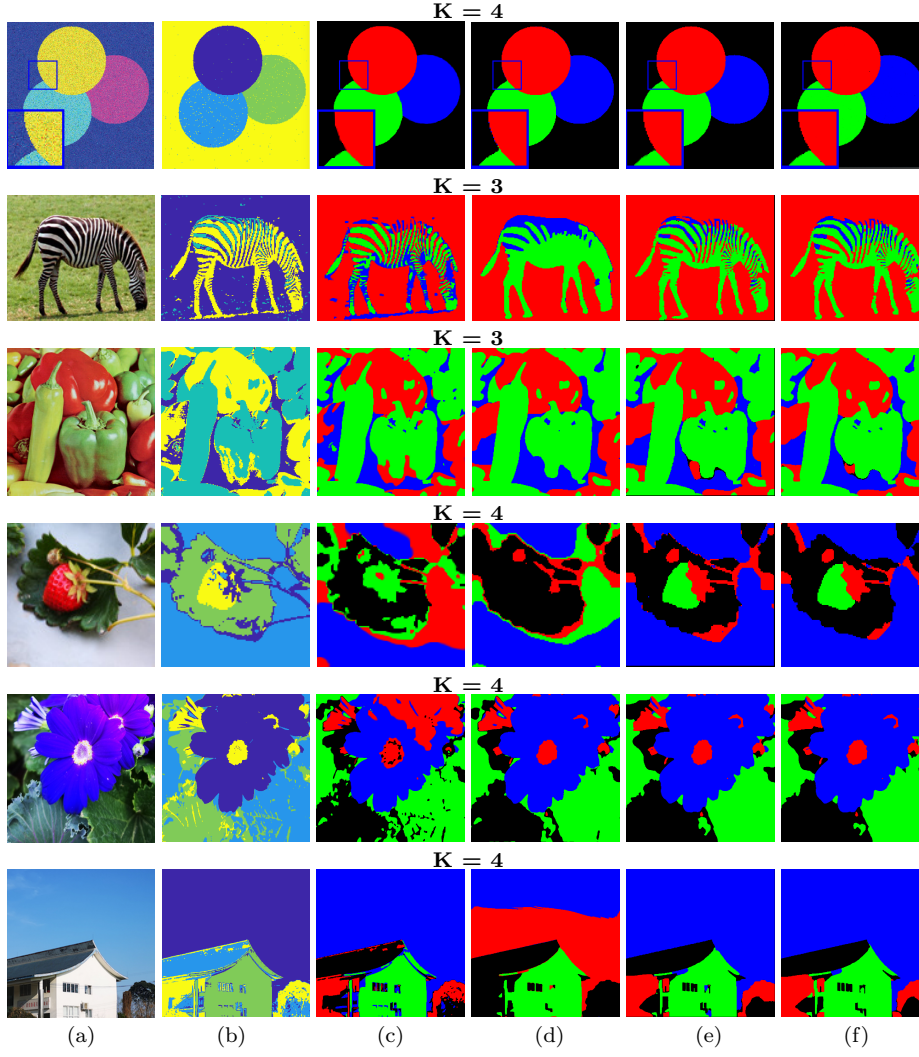 K = 4
K = 3
K = 3
K = 4
K = 4
K = 4
(a) (b) (c) (d) (e) (f)